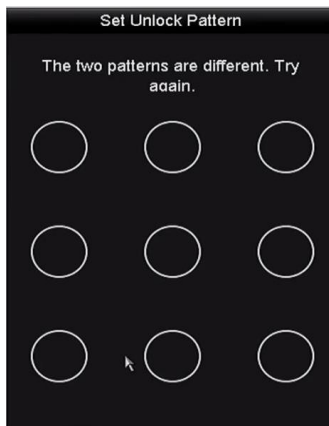 Set Unlock Pattern
The two patterns are different. Try
again.